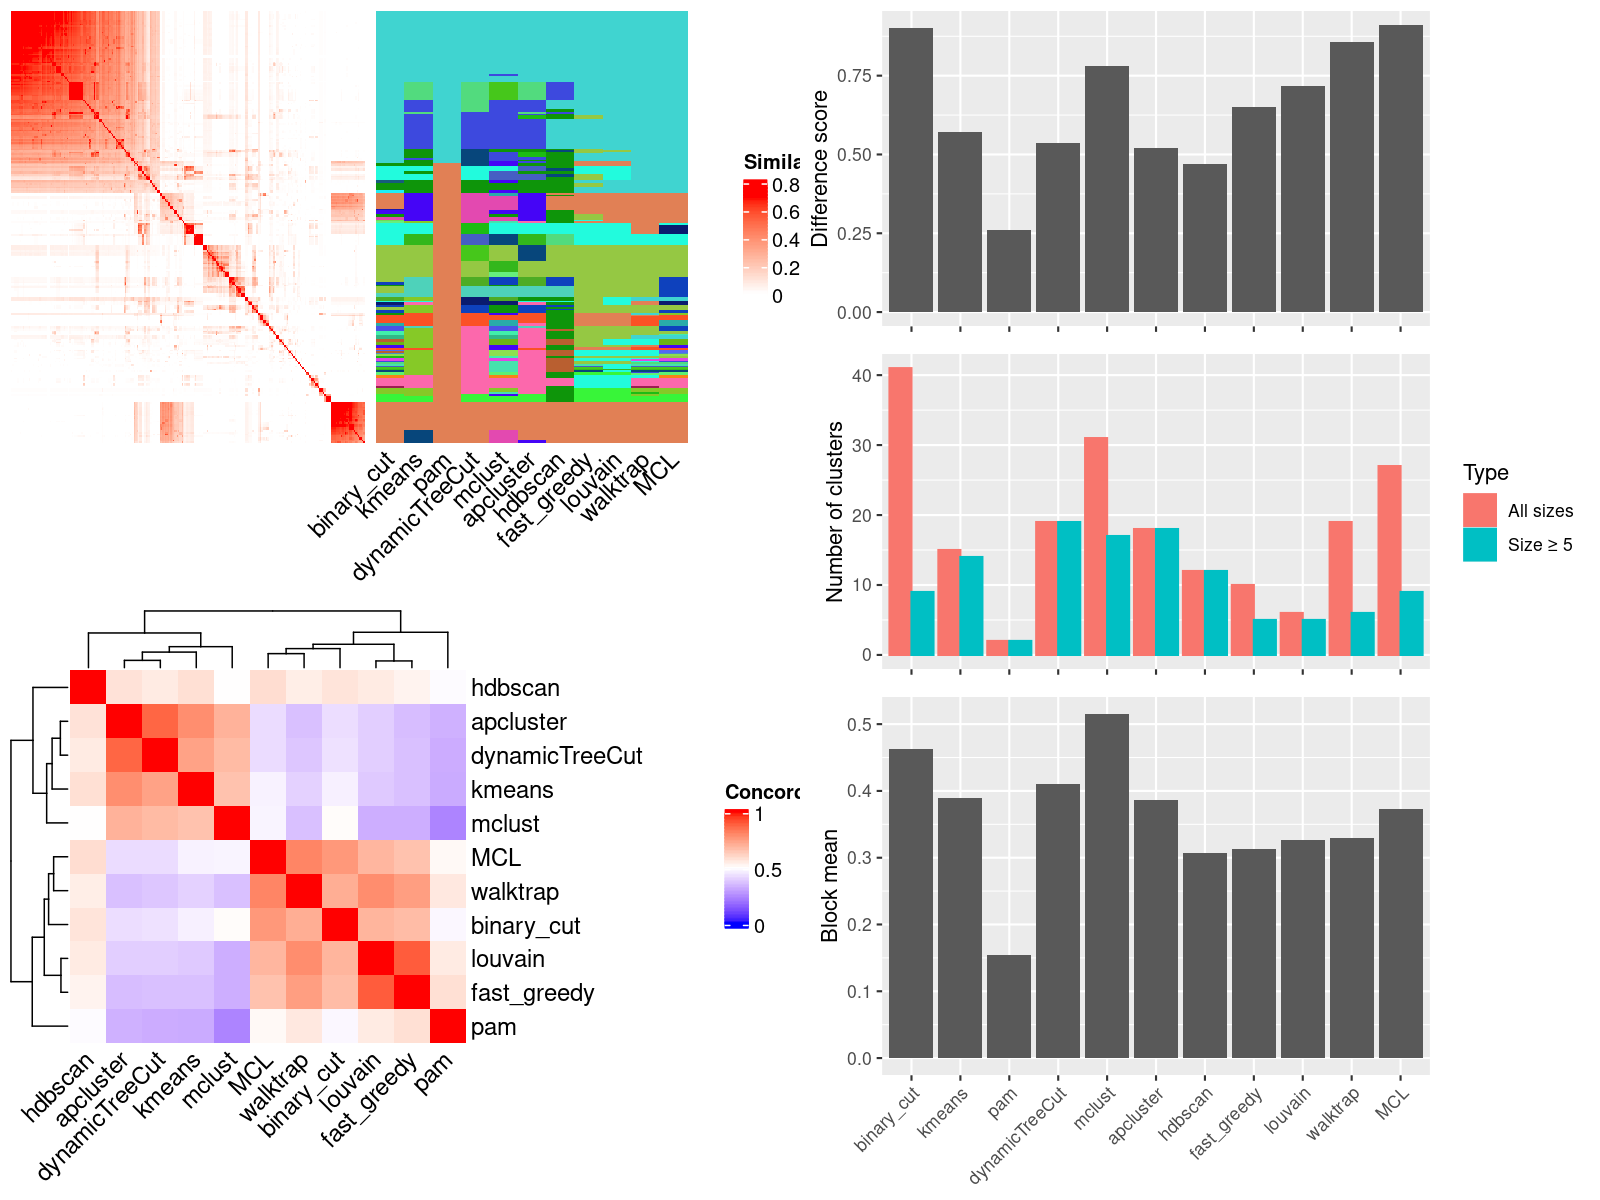 Simila
0.8
0.6
0.4
0.2
0
binary_cut
kmeans
pam
dynamicTreeCut
mclust
apcluster
hdbscan
fast_greedy
louvain
walktrap
MCL
Difference score
0.75
0.50
0.25
0.00
Number of clusters
40
30
20
10
0
Type
All sizes
Size ≥ 5
hdbscan
apcluster
dynamicTreeCut
kmeans
mclust
MCL
walktrap
binary_cut
louvain
fast_greedy
pam
hdbscan
apcluster
dynamicTreeCut
kmeans
mclust
MCL
walktrap
binary_cut
louvain
fast_greedy
pam
Concord
1
0.5
0
Block mean
0.5
0.4
0.3
0.2
0.1
0.0
binary_cut
kmeans
pam
dynamicTreeCut
mclust
apcluster
hdbscan
fast_greedy
louvain
walktrap
MCL